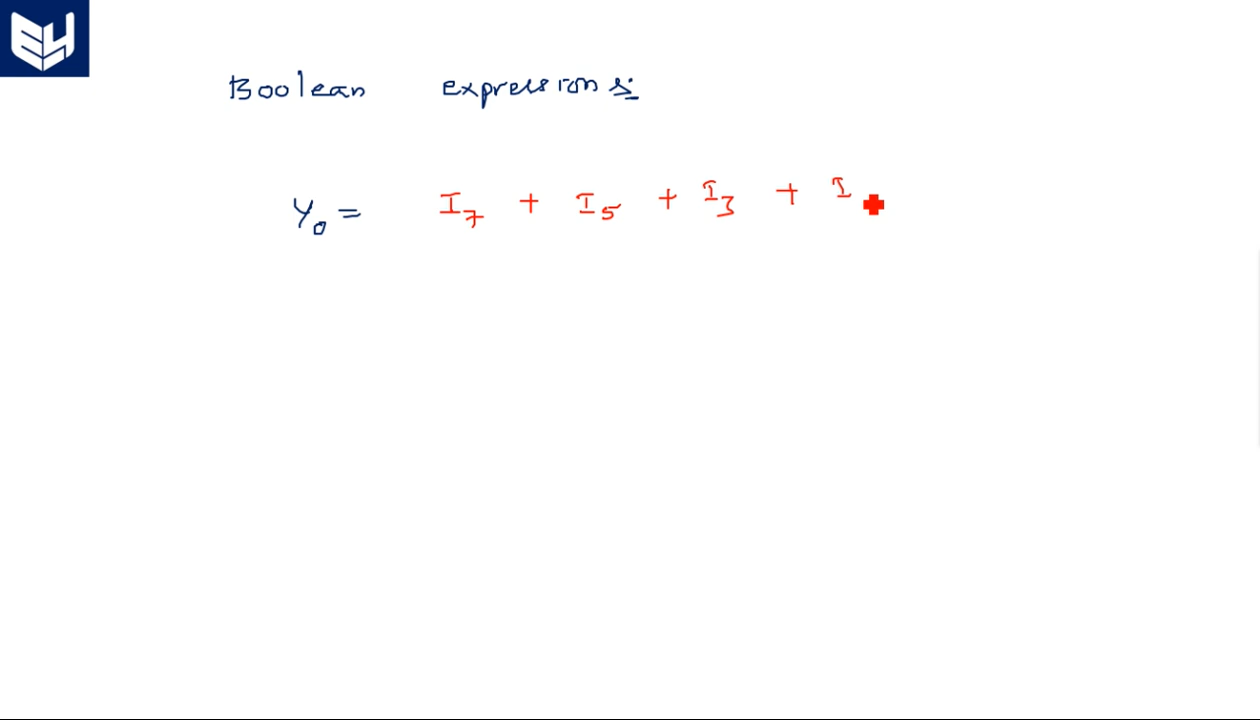 Boolean expressions
Y₀ = I₇ + I₅ + I₃ + I